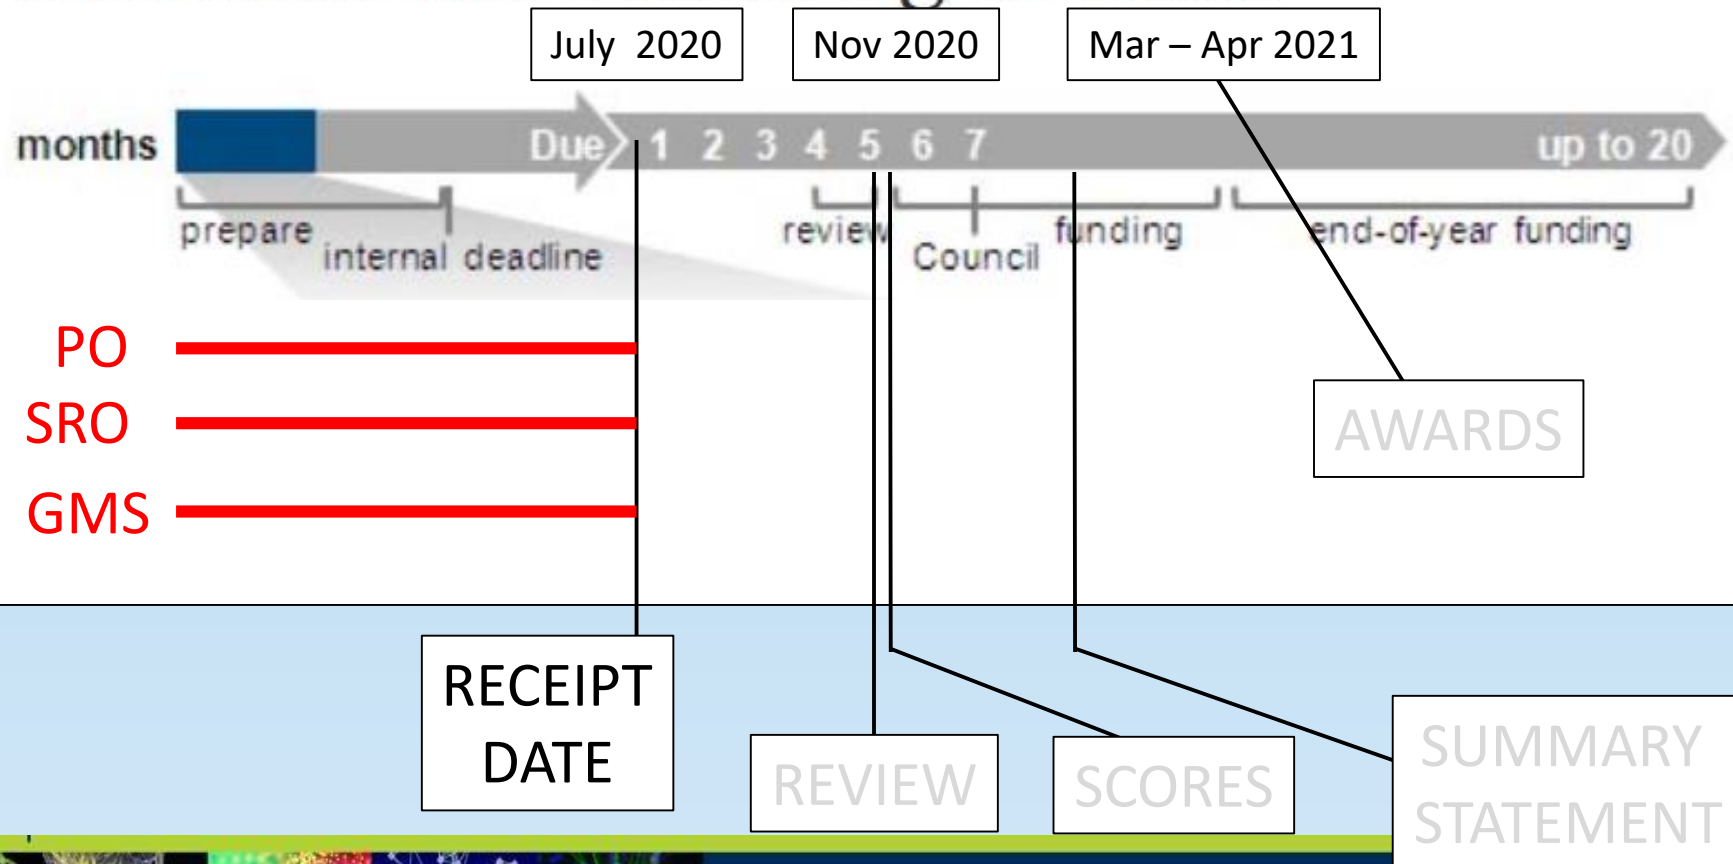 July 2020
Nov 2020
Mar – Apr 2021
months
Due 1 2 3 4 5 6 7 up to 20
prepare
internal deadline
review
Council
funding
end-of-year funding
PO
SRO
GMS
AWARDS
RECEIPT
DATE
REVIEW
SCORES
SUMMARY
STATEMENT